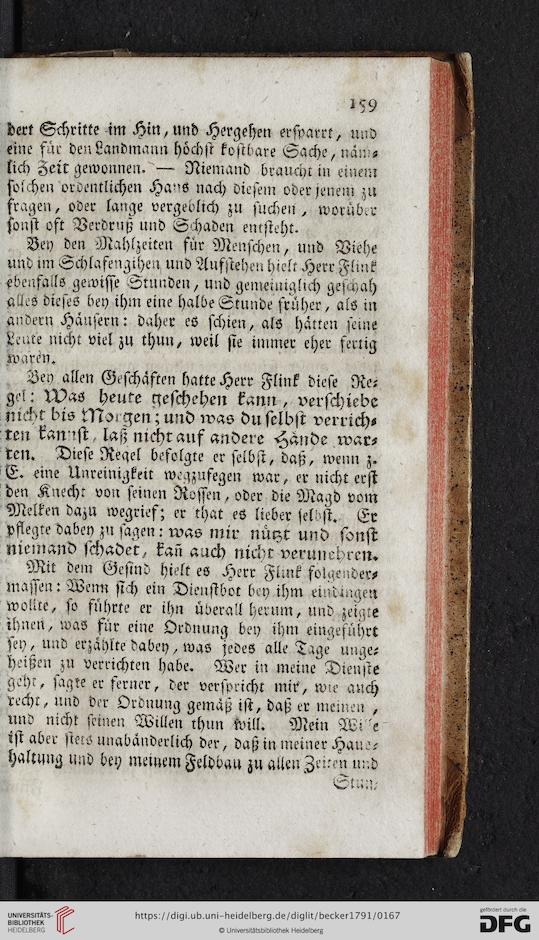 159
dert Schritte im Hin, und Hergehen erspart, und
eine für den Landmann höchst kostbare Sache, näm-
lich Zeit gewonnen. — Niemand braucht in einem
solchen ordentlichen Haus nach diesem oder jenem zu
fragen, oder lange vergeblich zu suchen, worüber
sonst oft Verdruß und Schaden entsteht.
Bey den Mahlzeiten für Menschen, und Viehe
und im Schlafengihen und Aufstehen hielt Herr Flink
ebenfalls gewisse Stunden, und gemeiniglich geschah
alles dieses bey ihm eine halbe Stunde früher, als in
andern Häusern: daher es schien, als hätten seine
Leute nicht viel zu thun, weil sie immer eher fertig
waren.
Bey allen Geschäften hatte Herr Flink diese Re-
gel: Was heute geschehen kann, verschiebe
nicht bis Morgen; und was du selbst verrich-
ten kannst, laß nicht auf andere Hände war-
ten. Diese Regel befolgte er selbst, daß, wenn z.
E. eine Unreinigkeit wegzufegen war, er nicht erst
den Knecht von seinen Rossen, oder die Magd vom
Melken dazu wegrief; er that es lieber selbst. Er
pflegte dabey zu sagen: was mir nützt und sonst
niemand schadet, kañ auch nicht verunehren.
Mit dem Gesind hielt es Herr Flink folgender-
massen: Wenn sich ein Dienstbot bey ihm eindingen
wollte, so führte er ihn überall herum, und zeigte
ihnen, was für eine Ordnung bey ihm eingeführt
sey, und erzählte dabey, was jedes alle Tage unge-
heißen zu verrichten habe. Wer in meine Dienste
geht, sagte er ferner, der verspricht mir, wie auch
recht, und der Ordnung gemäß ist, daß er meinen,
und nicht seinen Willen thun will. Mein Wille
ist aber stets unabänderlich der, daß in meiner Haus-
haltung und bey meinem Feldbau zu allen Zeiten und
Stun-
UNIVERSITÄTS-
BIBLIOTHEK
HEIDELBERG
https://digi.ub.uni-heidelberg.de/diglit/becker1791/0167
© Universitätsbibliothek Heidelberg
gefördert durch die
DFG